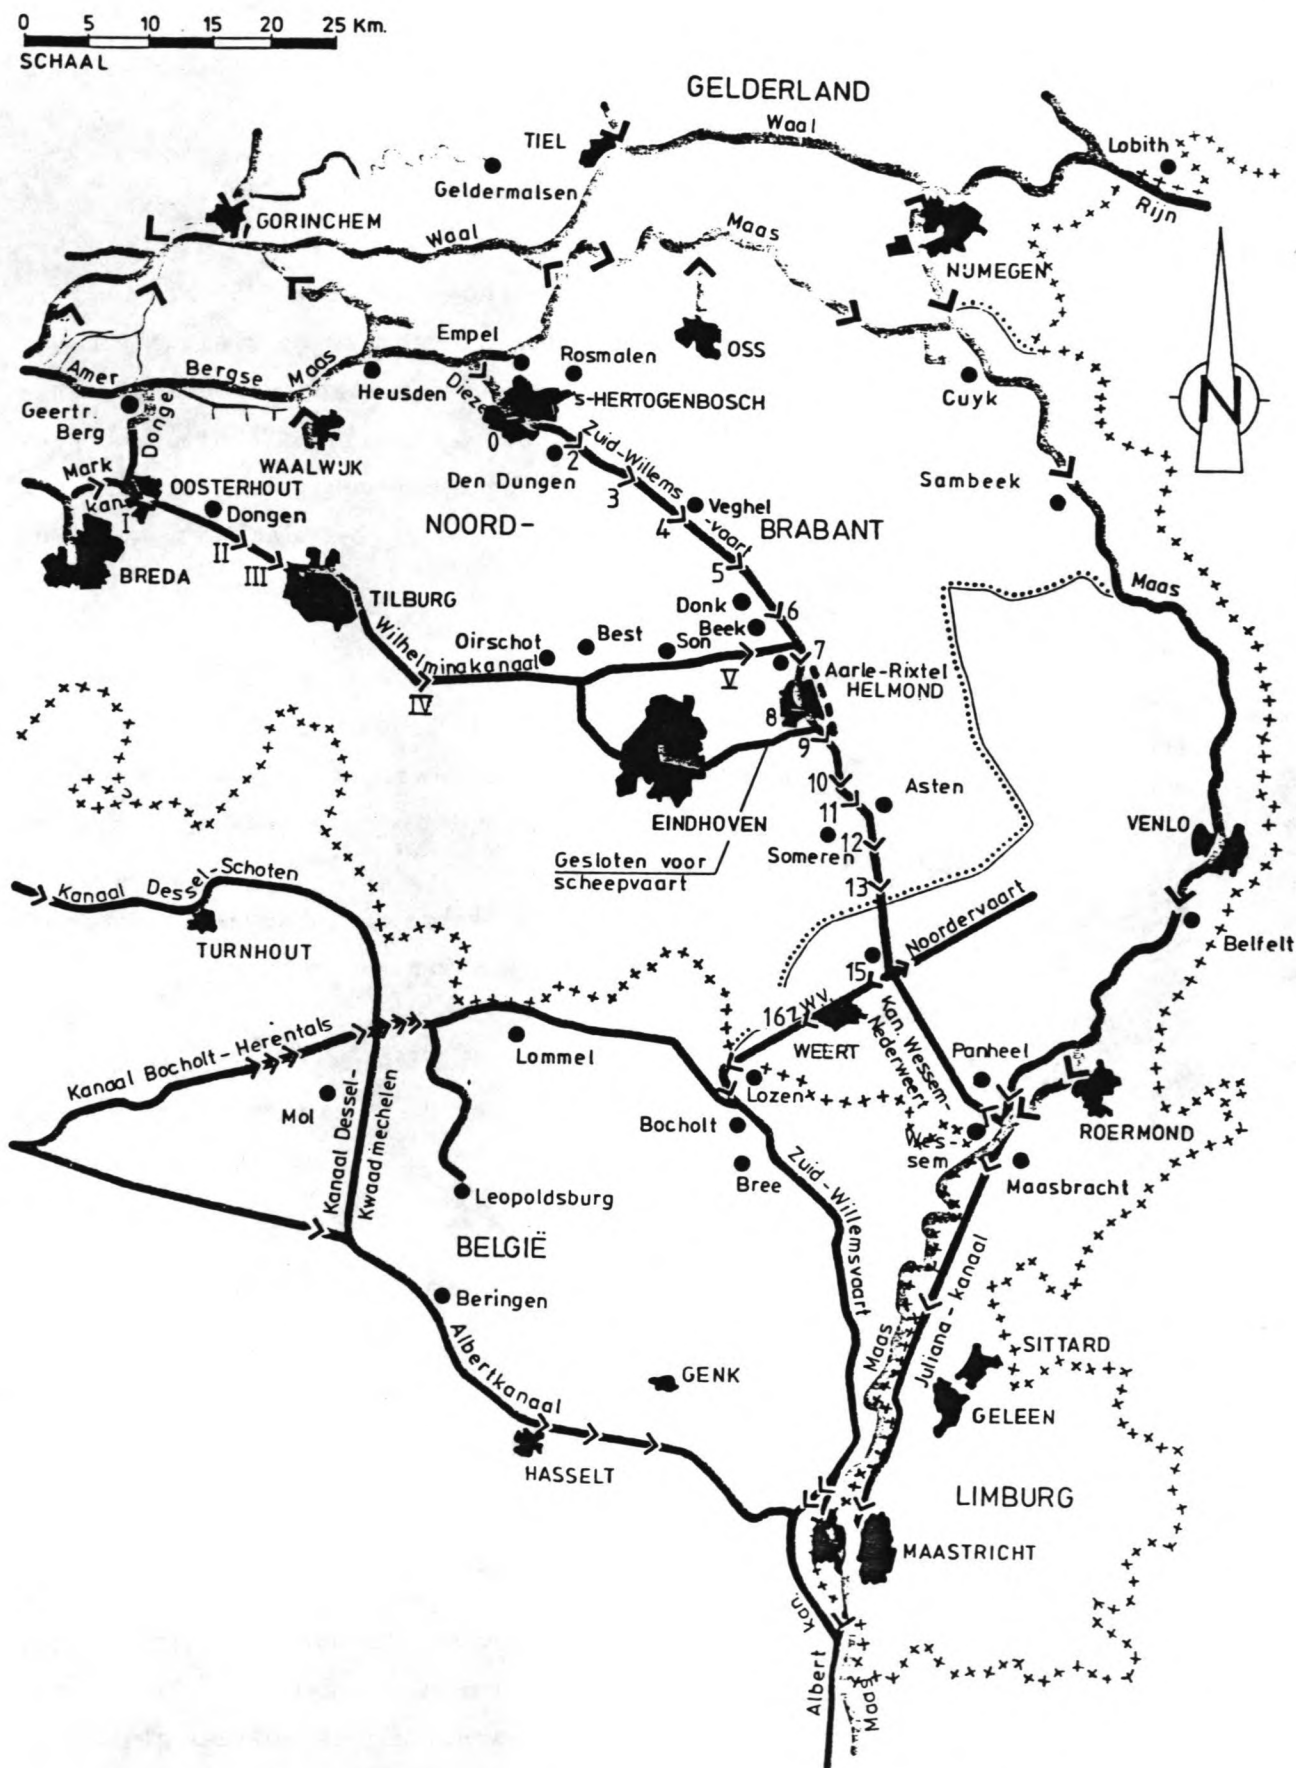 0 5 10 15 20 25 Km.
SCHAAL
GELDERLAND
Waal
TIEL
Lobith
Geldermalsen
Rijn
GORINCHEM
Waal
Maas
NIJMEGEN
Empel
Rosmalen
OSS
Amer
Bergse Maas
Heusden
Dieze
's-HERTOGENBOSCH
Cuyk
Geertr.
Berg
Donge
WAALWIJK
0
2
Zuid-Willems
-vaart
Mark
kan.
OOSTERHOUT
Den Dungen
3
Sambeek
I
Dongen
NOORD-
Veghel
BRABANT
4
II
III
BREDA
TILBURG
5
Maas
Donk
6
Wilhelminakanaal
Oirschot
Best
Son
Beek
7
IV
V
Aarle-Rixtel
HELMOND
8
9
10
Asten
11
EINDHOVEN
VENLO
Someren
12
Gesloten voor
scheepvaart
13
Kanaal Dessel-Schoten
Noordervaart
TURNHOUT
Belfelt
15
16
Z.W.V.
Kan. Wessem-
Nederweert
WEERT
Lommel
Panheel
Kanaal Bocholt-Herentals
Lozen
Mol
Bocholt
ROERMOND
Wes-
sem
Kanaal Dessel-
Kwaadmechelen
Bree
Maasbracht
Leopoldsburg
Zuid-Willemsvaart
BELGIË
Juliana-kanaal
Beringen
Maas
Albertkanaal
SITTARD
GENK
GELEEN
HASSELT
LIMBURG
MAASTRICHT
Albert kan.
Maas
N